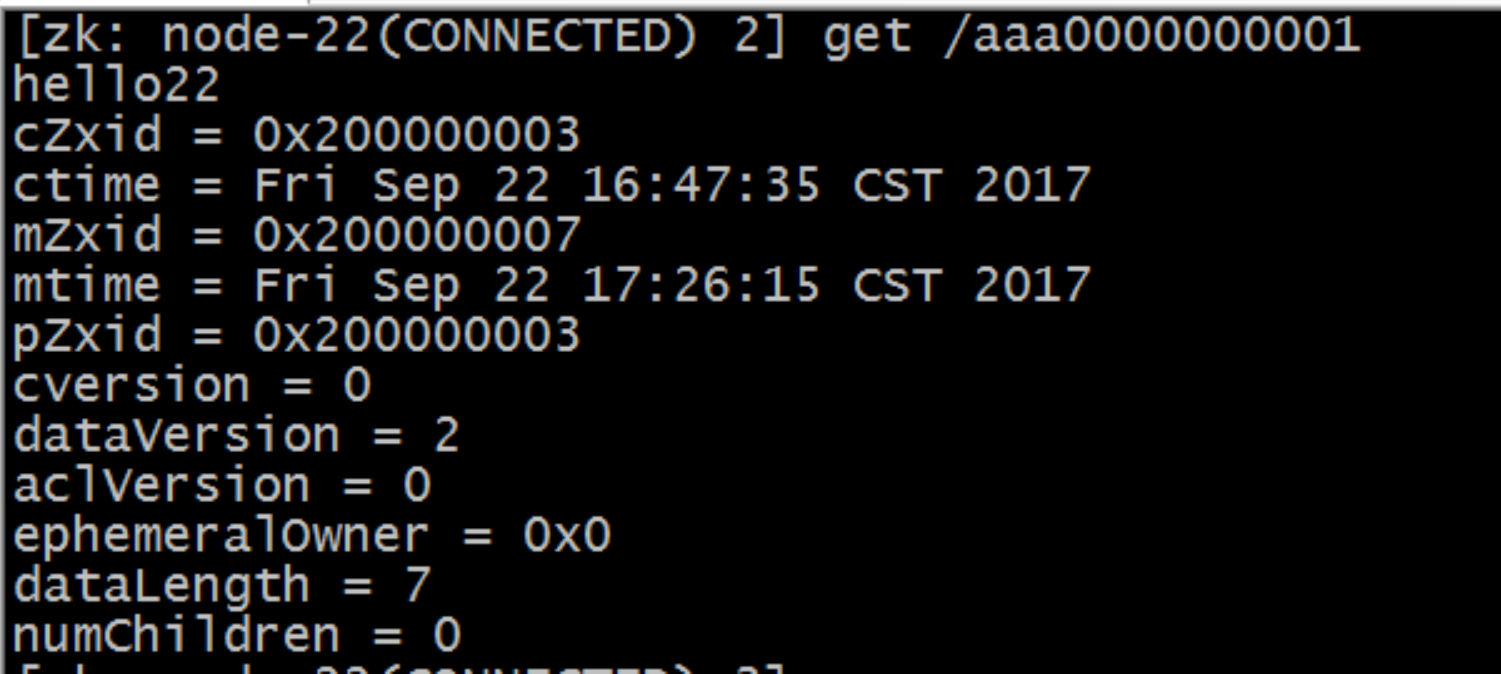 [zk: node-22(CONNECTED) 2] get /aaa0000000001
hello22
cZxid = 0x200000003
ctime = Fri Sep 22 16:47:35 CST 2017
mZxid = 0x200000007
mtime = Fri Sep 22 17:26:15 CST 2017
pZxid = 0x200000003
cversion = 0
dataVersion = 2
aclVersion = 0
ephemeralOwner = 0x0
dataLength = 7
numChildren = 0